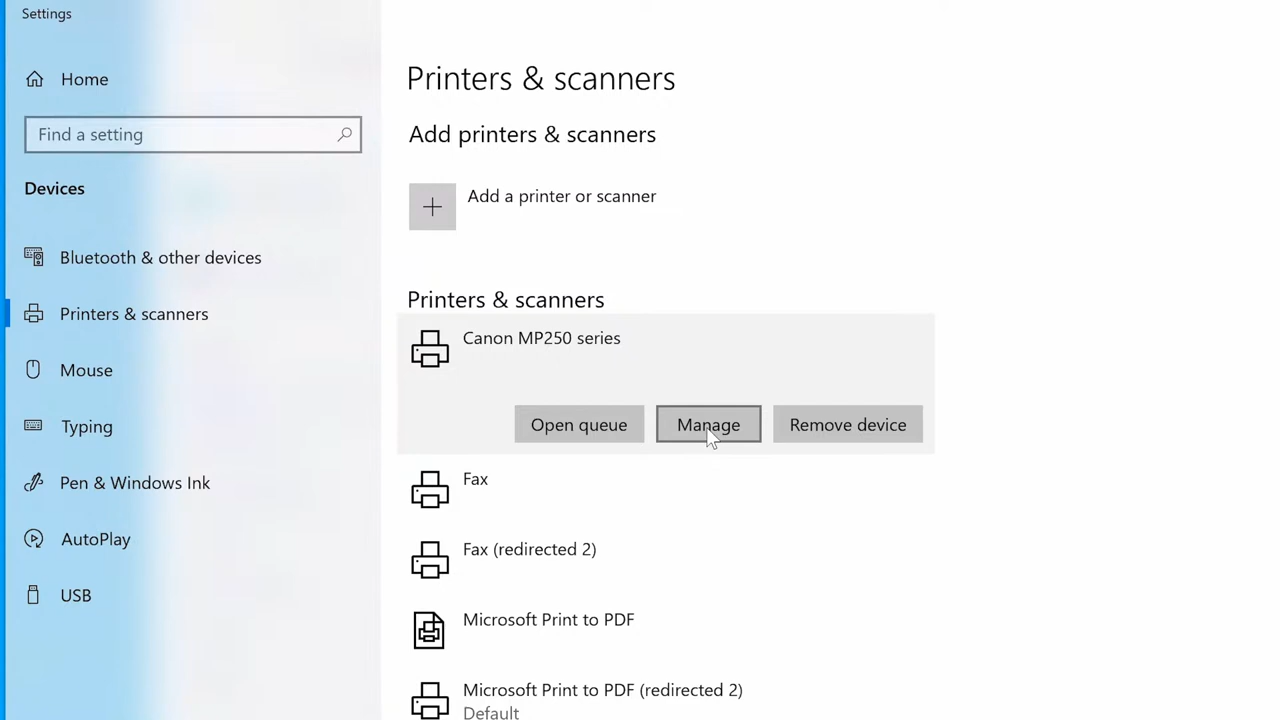 Settings
Home
Find a setting
Devices
Bluetooth & other devices
Printers & scanners
Mouse
Typing
Pen & Windows Ink
AutoPlay
USB
Printers & scanners
Add printers & scanners
Add a printer or scanner
Printers & scanners
Canon MP250 series
Open queue Manage Remove device
Fax
Fax (redirected 2)
Microsoft Print to PDF
Microsoft Print to PDF (redirected 2)
Default